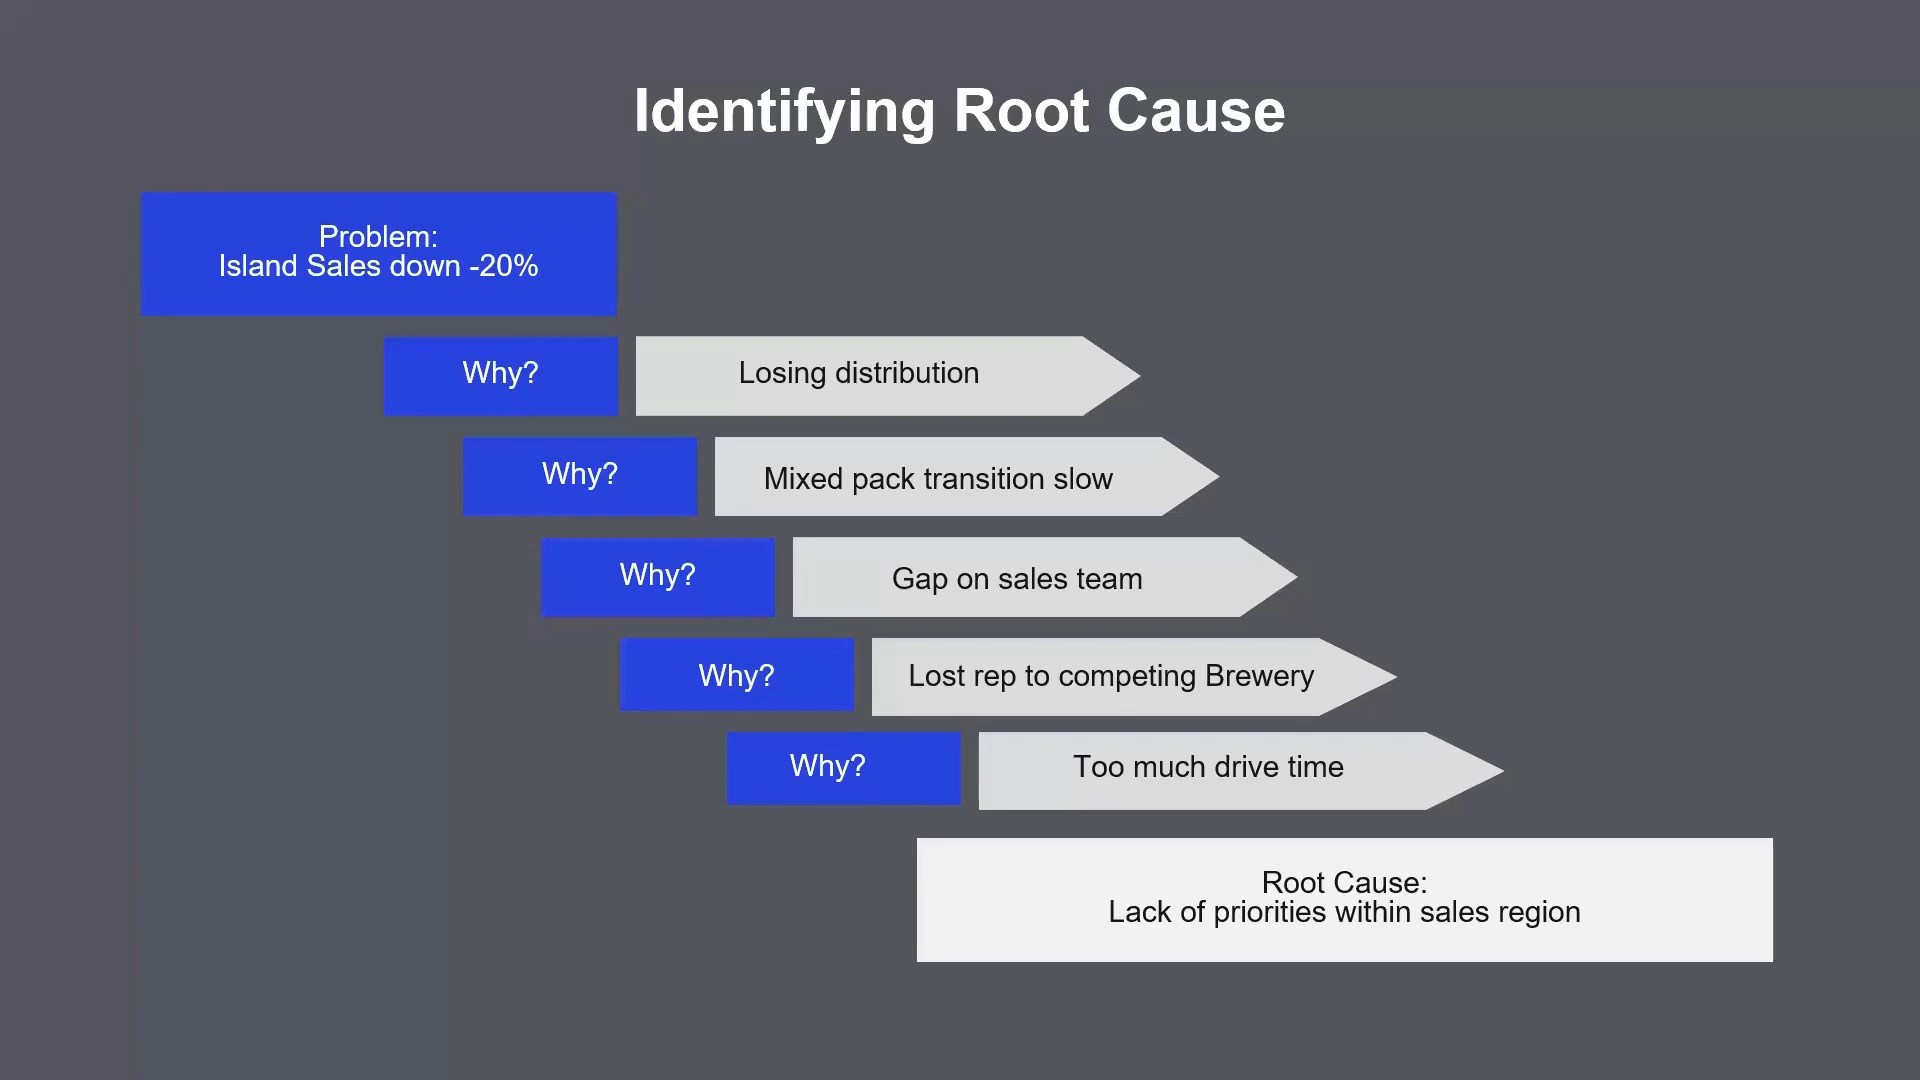 Identifying Root Cause
Problem:
Island Sales down -20%
Why?
Losing distribution
Why?
Mixed pack transition slow
Why?
Gap on sales team
Why?
Lost rep to competing Brewery
Why?
Too much drive time
Root Cause:
Lack of priorities within sales region